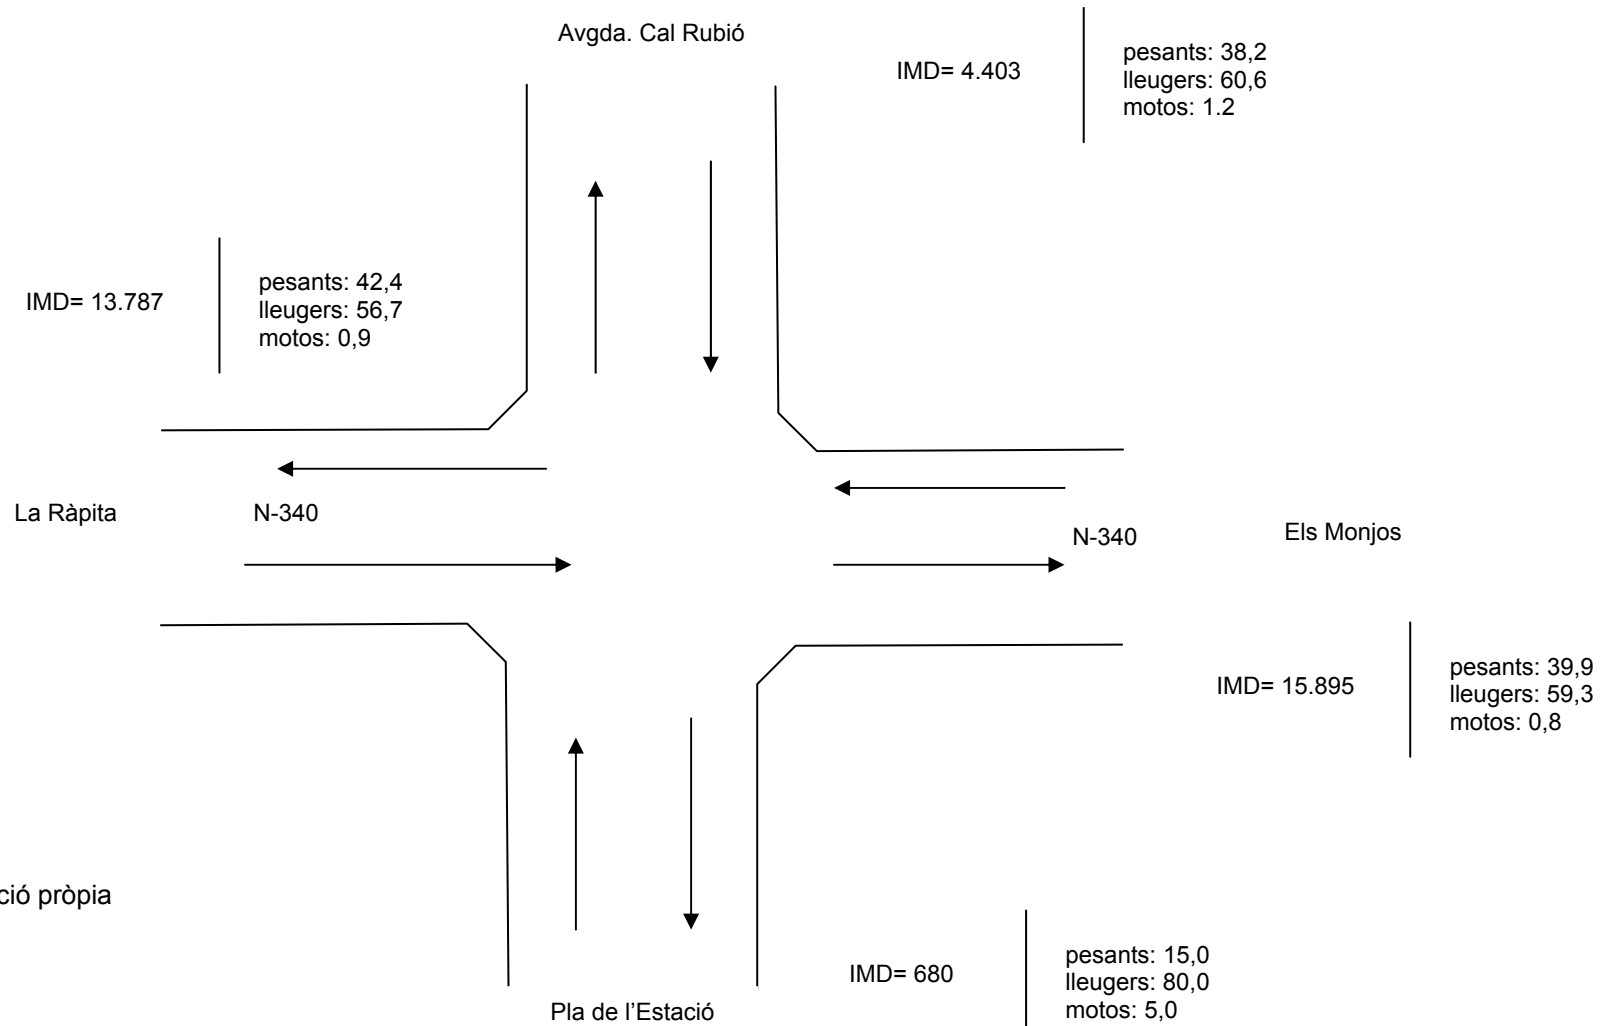 Avgda. Cal Rubió
IMD= 4.403
pesants: 38,2
lleugers: 60,6
motos: 1.2
IMD= 13.787
pesants: 42,4
lleugers: 56,7
motos: 0,9
La Ràpita
N-340
N-340
Els Monjos
IMD= 15.895
pesants: 39,9
lleugers: 59,3
motos: 0,8
ció pròpia
IMD= 680
pesants: 15,0
lleugers: 80,0
motos: 5,0
Pla de l’Estació